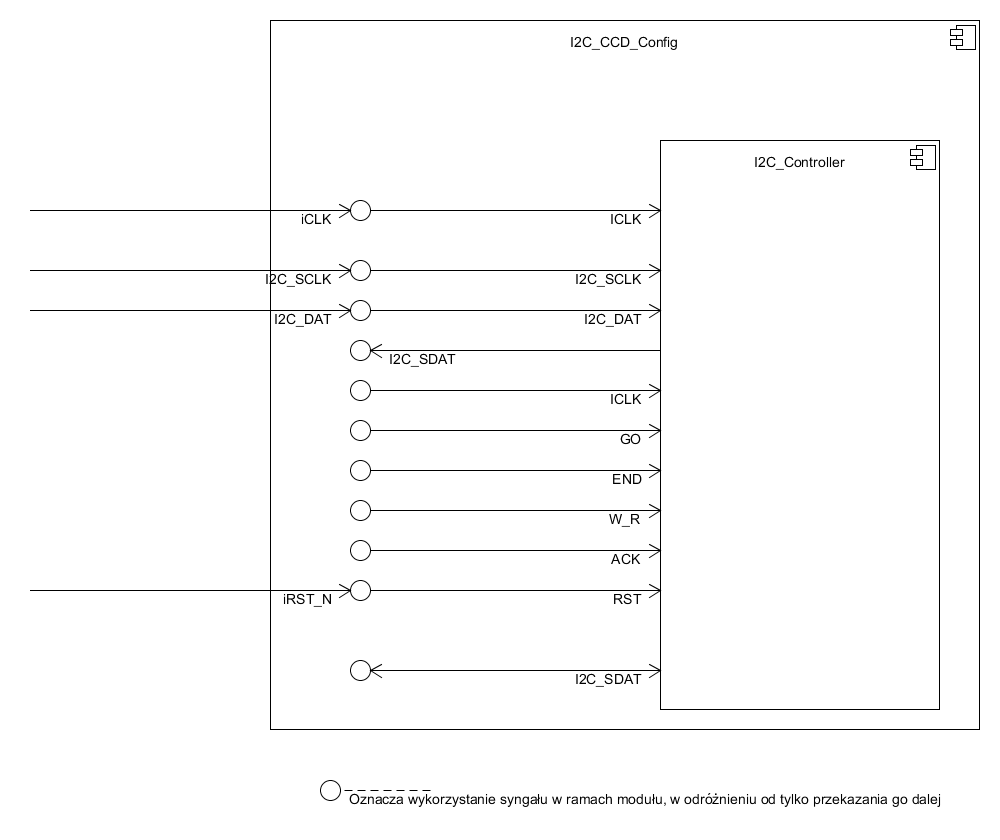 I2C_CCD_Config
I2C_Controller
iCLK
ICLK
I2C_SCLK
I2C_SCLK
I2C_DAT
I2C_DAT
I2C_SDAT
ICLK
GO
END
W_R
ACK
iRST_N
RST
I2C_SDAT
Oznacza wykorzystanie syngału w ramach modułu, w odróżnieniu od tylko przekazania go dalej